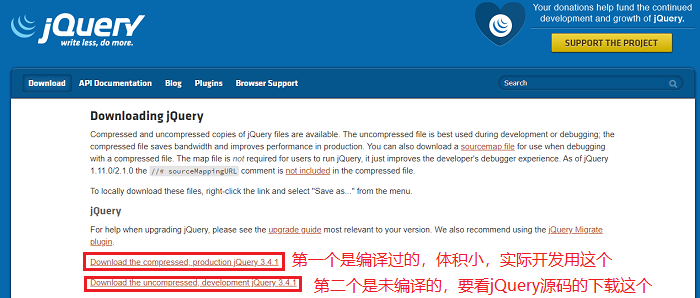 jQuery
write less, do more.
Your donations help fund the continued
development and growth of jQuery.
SUPPORT THE PROJECT
Download API Documentation Blog Plugins Browser Support
Search
Downloading jQuery
Compressed and uncompressed copies of jQuery files are available. The uncompressed file is best used during development or debugging; the
compressed file saves bandwidth and improves performance in production. You can also download a sourcemap file for use when debugging
with a compressed file. The map file is not required for users to run jQuery, it just improves the developer's debugger experience. As of jQuery
1.11.0/2.1.0 the //# sourceMappingURL comment is not included in the compressed file.
To locally download these files, right-click the link and select "Save as..." from the menu.
jQuery
For help when upgrading jQuery, please see the upgrade guide most relevant to your version. We also recommend using the jQuery Migrate
plugin.
Download the compressed, production jQuery 3.4.1
第一个是编译过的，体积小，实际开发用这个
Download the uncompressed, development jQuery 3.4.1
第二个是未编译的，要看jQuery源码的下载这个